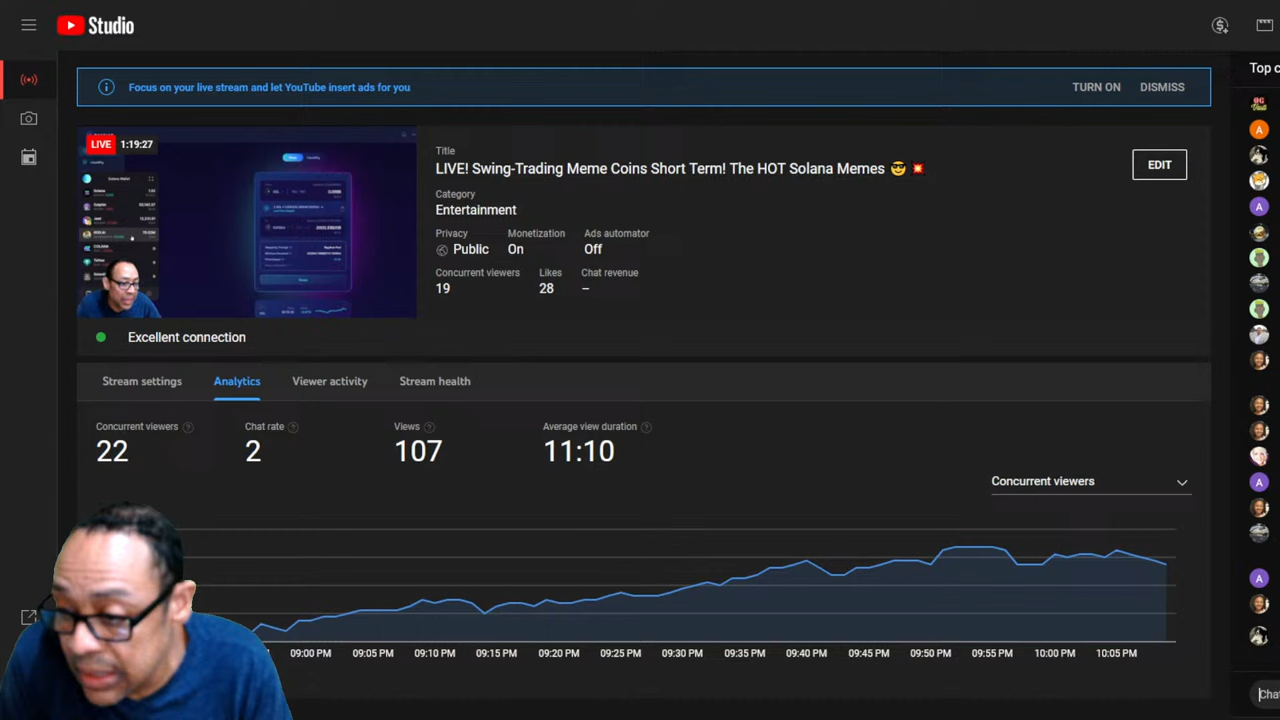 Studio
Top c
Focus on your live stream and let YouTube insert ads for you
TURN ON
DISMISS
LIVE 1:19:27
Title
LIVE! Swing-Trading Meme Coins Short Term! The HOT Solana Memes 😎 💥
EDIT
Category
Entertainment
Privacy
Monetization
Ads automator
Public
On
Off
Concurrent viewers
Likes
Chat revenue
19
28
–
Excellent connection
Stream settings
Analytics
Viewer activity
Stream health
Concurrent viewers
Chat rate
Views
Average view duration
22
2
107
11:10
Concurrent viewers
09:00 PM
09:05 PM
09:10 PM
09:15 PM
09:20 PM
09:25 PM
09:30 PM
09:35 PM
09:40 PM
09:45 PM
09:50 PM
09:55 PM
10:00 PM
10:05 PM
A
A
A
A
Cha